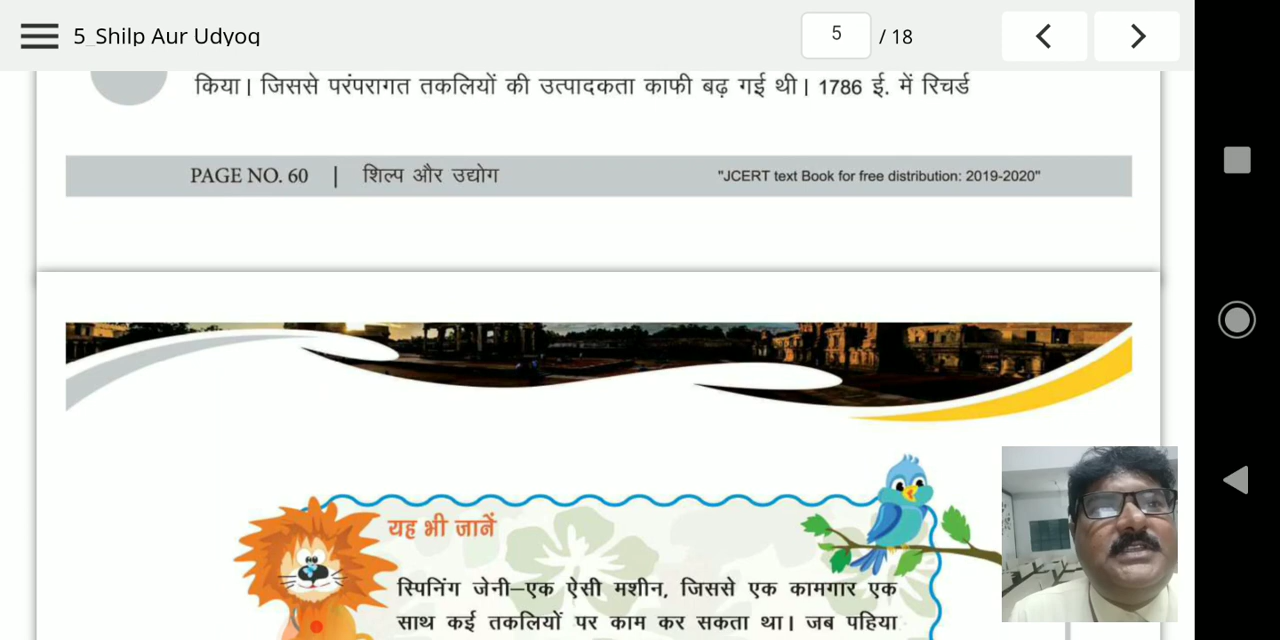 5_Shilp Aur Udyog
5 / 18
किया। जिससे परंपरागत तकलियों की उत्पादकता काफी बढ़ गई थी। 1786 ई. में रिचर्ड
PAGE NO. 60 | शिल्प और उद्योग "JCERT text Book for free distribution: 2019-2020"
यह भी जानें
स्पिनिंग जेनी–एक ऐसी मशीन, जिससे एक कामगार एक
साथ कई तकलियों पर काम कर सकता था। जब पहिया